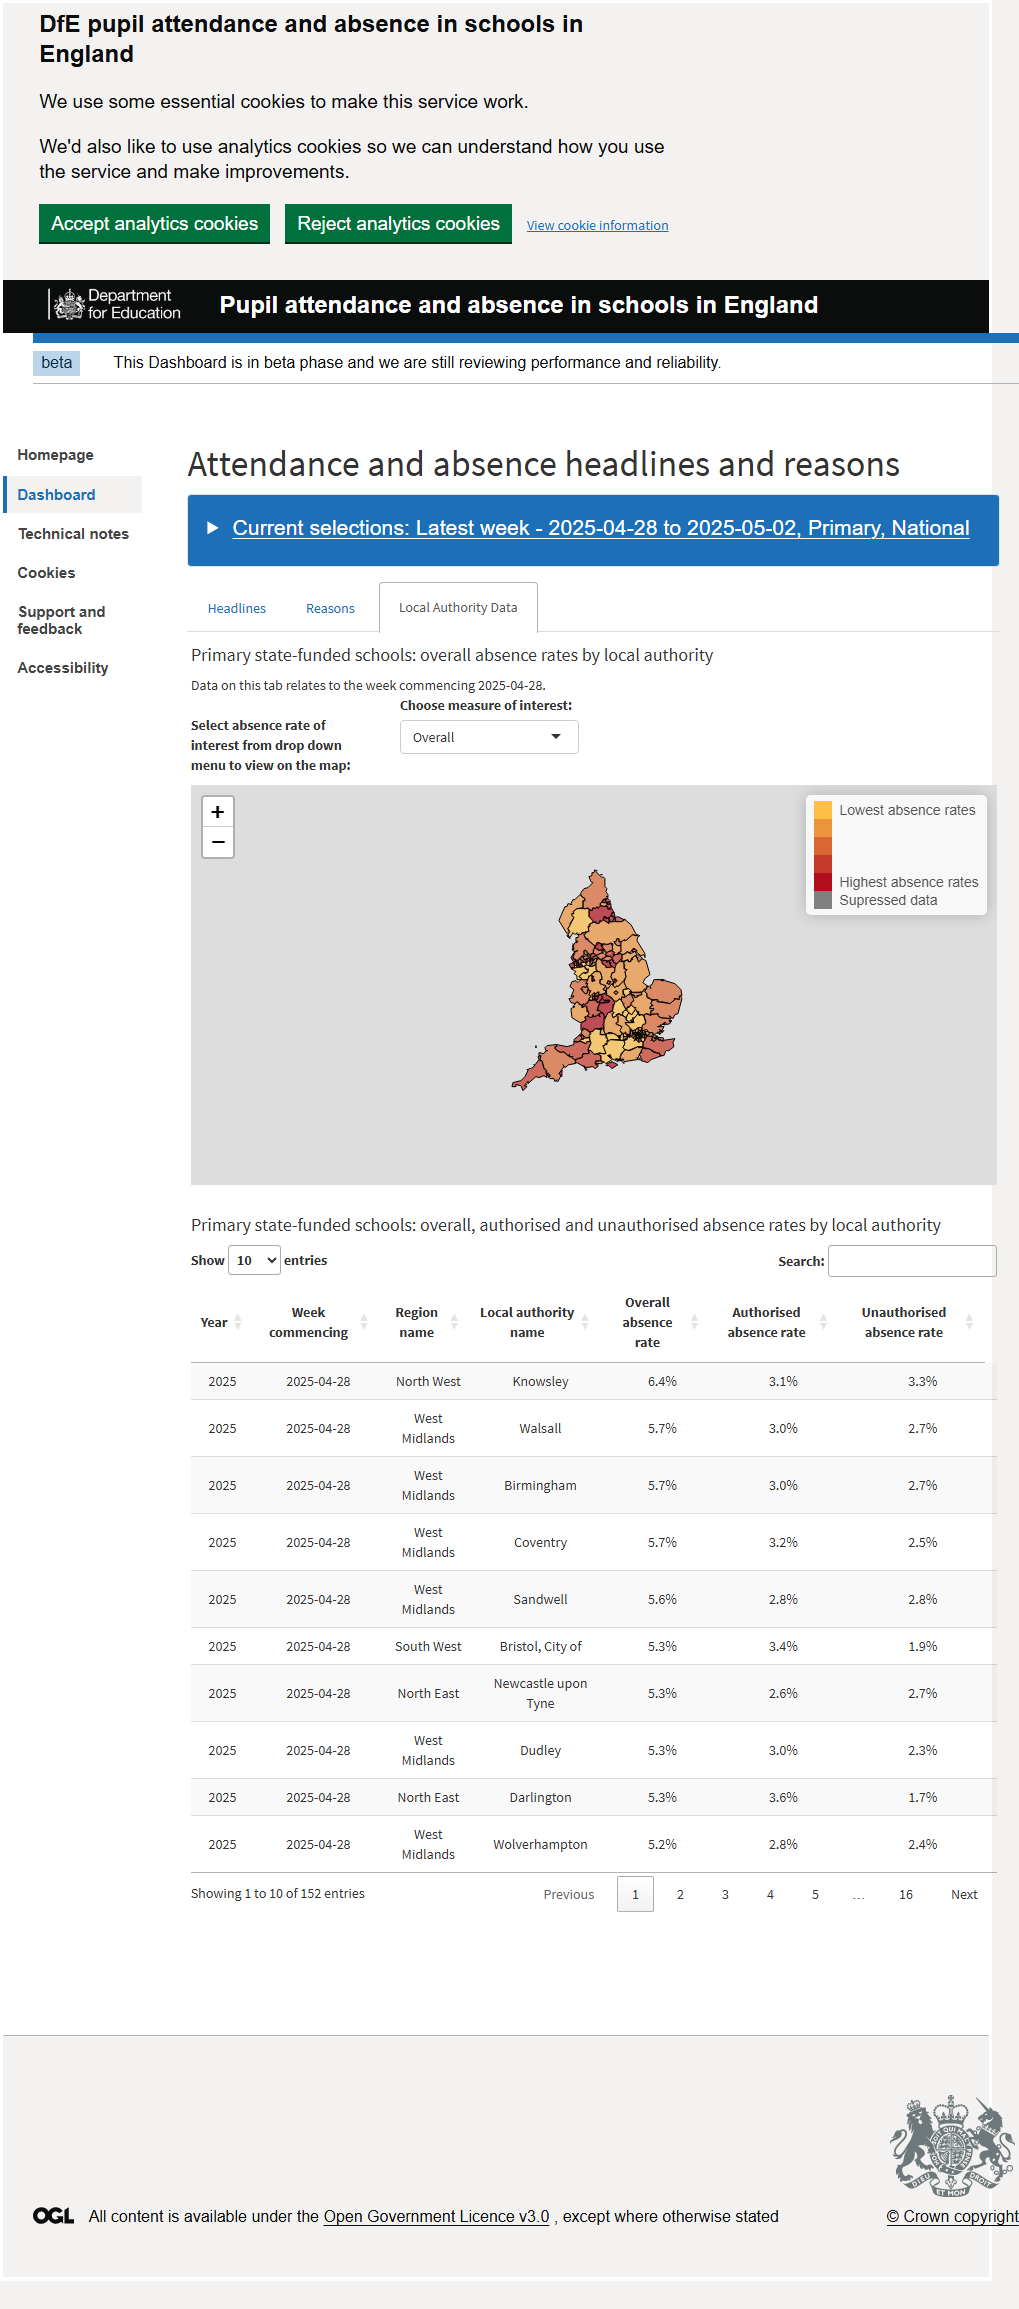 DfE pupil attendance and absence in schools in
England
We use some essential cookies to make this service work.
We'd also like to use analytics cookies so we can understand how you use
the service and make improvements.
Accept analytics cookies
Reject analytics cookies
View cookie information
Department
for Education
Pupil attendance and absence in schools in England
beta
This Dashboard is in beta phase and we are still reviewing performance and reliability.
Homepage
Dashboard
Technical notes
Cookies
Support and
feedback
Accessibility
Attendance and absence headlines and reasons
Current selections: Latest week - 2025-04-28 to 2025-05-02, Primary, National
Headlines
Reasons
Local Authority Data
Primary state-funded schools: overall absence rates by local authority
Data on this tab relates to the week commencing 2025-04-28.
Select absence rate of
interest from drop down
menu to view on the map:
Choose measure of interest:
Overall
+
−
Lowest absence rates
Highest absence rates
Supressed data
Primary state-funded schools: overall, authorised and unauthorised absence rates by local authority
Show 10 entries
Search:
Year Week commencing Region name Local authority name Overall absence rate Authorised absence rate Unauthorised absence rate
2025 2025-04-28 North West Knowsley 6.4% 3.1% 3.3%
2025 2025-04-28 West Midlands Walsall 5.7% 3.0% 2.7%
2025 2025-04-28 West Midlands Birmingham 5.7% 3.0% 2.7%
2025 2025-04-28 West Midlands Coventry 5.7% 3.2% 2.5%
2025 2025-04-28 West Midlands Sandwell 5.6% 2.8% 2.8%
2025 2025-04-28 South West Bristol, City of 5.3% 3.4% 1.9%
2025 2025-04-28 North East Newcastle upon Tyne 5.3% 2.6% 2.7%
2025 2025-04-28 West Midlands Dudley 5.3% 3.0% 2.3%
2025 2025-04-28 North East Darlington 5.3% 3.6% 1.7%
2025 2025-04-28 West Midlands Wolverhampton 5.2% 2.8% 2.4%
Showing 1 to 10 of 152 entries
Previous 1 2 3 4 5 … 16 Next
DIEU ET MON DROIT
OGL
All content is available under the Open Government Licence v3.0 , except where otherwise stated
© Crown copyright